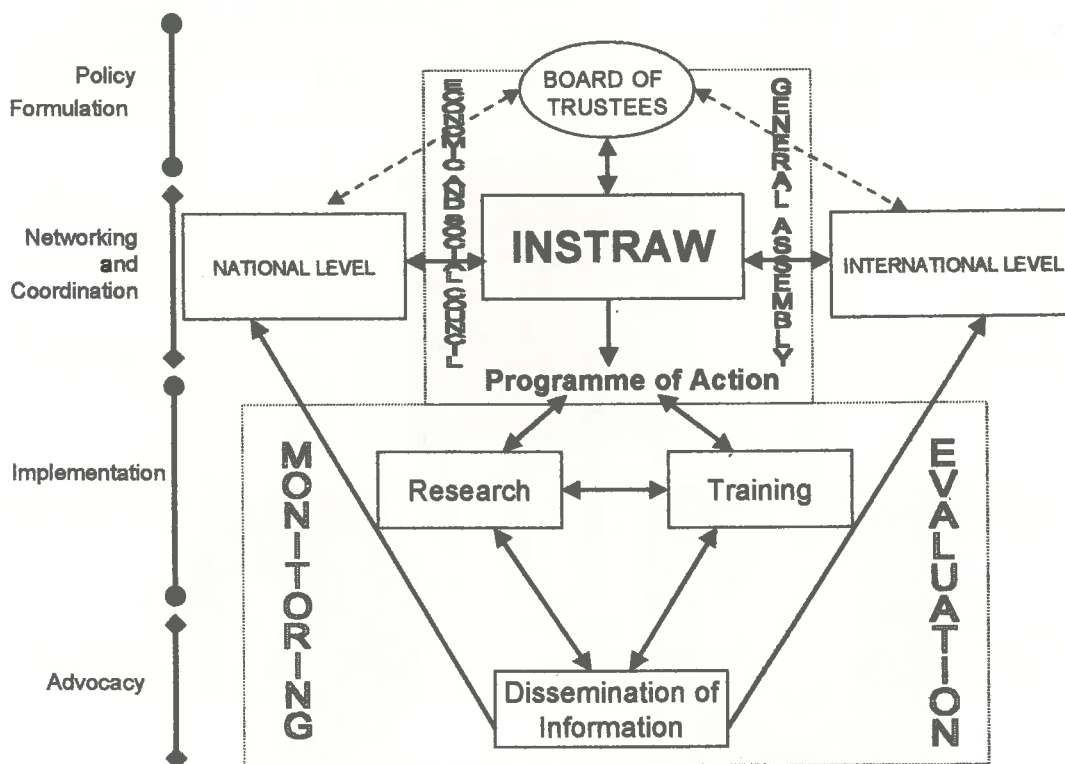 Policy
Formulation
BOARD OF
TRUSTEES
AND SOCIAL COUNCIL
GENERAL ASSEMBLY
Networking
and
Coordination
NATIONAL LEVEL
INSTRAW
INTERNATIONAL LEVEL
Programme of Action
Implementation
MONITORING
Research
Training
EVALUATION
Advocacy
Dissemination of
Information